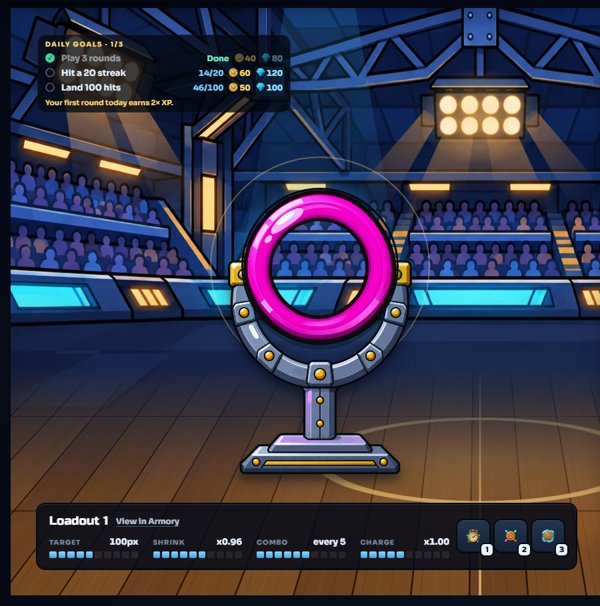 DAILY GOALS · 1/3
Play 3 rounds Done 40 80
Hit a 20 streak 14/20 60 120
Land 100 hits 46/100 50 100
Your first round today earns 2× XP.
Loadout 1 View in Armory
TARGET 100px SHRINK x0.96 COMBO every 5 CHARGE x1.00
1 2 3